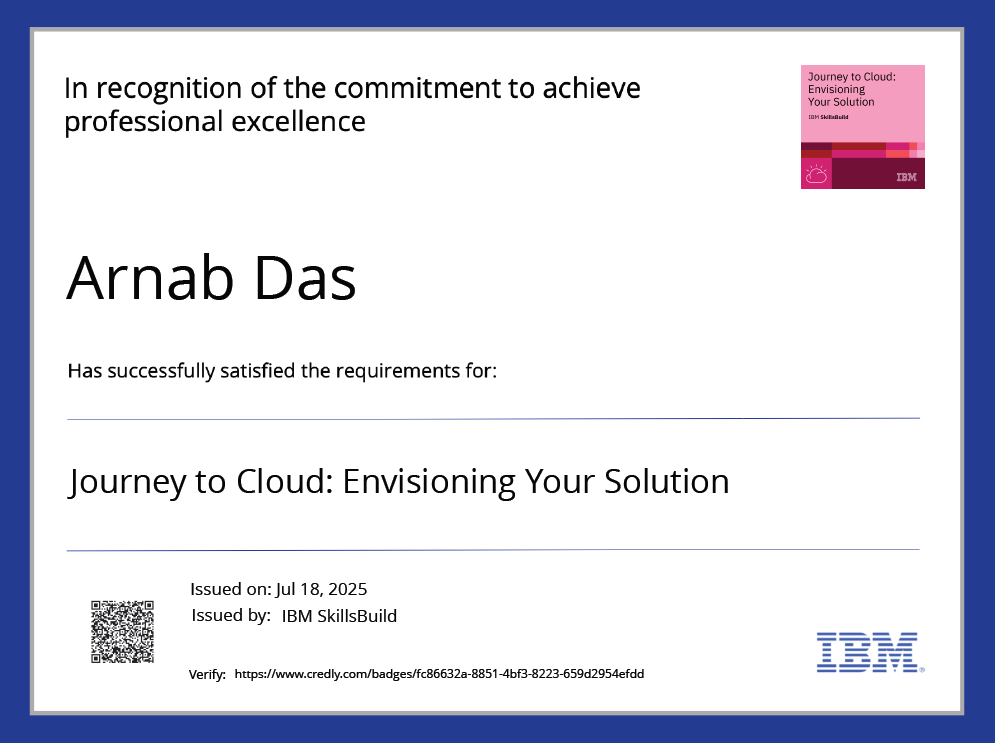 In recognition of the commitment to achieve
professional excellence
Journey to Cloud:
Envisioning
Your Solution
IBM SkillsBuild
IBM
Arnab Das
Has successfully satisfied the requirements for:
Journey to Cloud: Envisioning Your Solution
Issued on: Jul 18, 2025
Issued by: IBM SkillsBuild
Verify: https://www.credly.com/badges/fc86632a-8851-4bf3-8223-659d2954efdd
IBM®